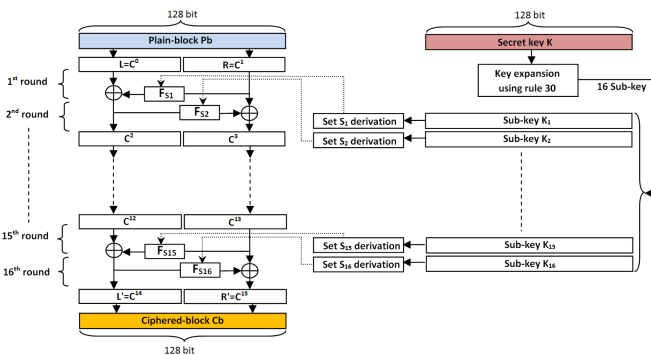 128 bit
128 bit
Plain-block Pb
Secret key K
L=C⁰
R=C¹
1ˢᵗ round
Key expansion
using rule 30
16 Sub-key
F_S1
2ⁿᵈ round
F_S2
Set S₁ derivation
Sub-key K₁
C²
C³
Set S₂ derivation
Sub-key K₂
C¹²
C¹³
15ᵗʰ round
F_S15
Set S₁₅ derivation
Sub-key K₁₅
16ᵗʰ round
F_S16
Set S₁₆ derivation
Sub-key K₁₆
L'=C¹⁴
R'=C¹⁵
Ciphered-block Cb
128 bit